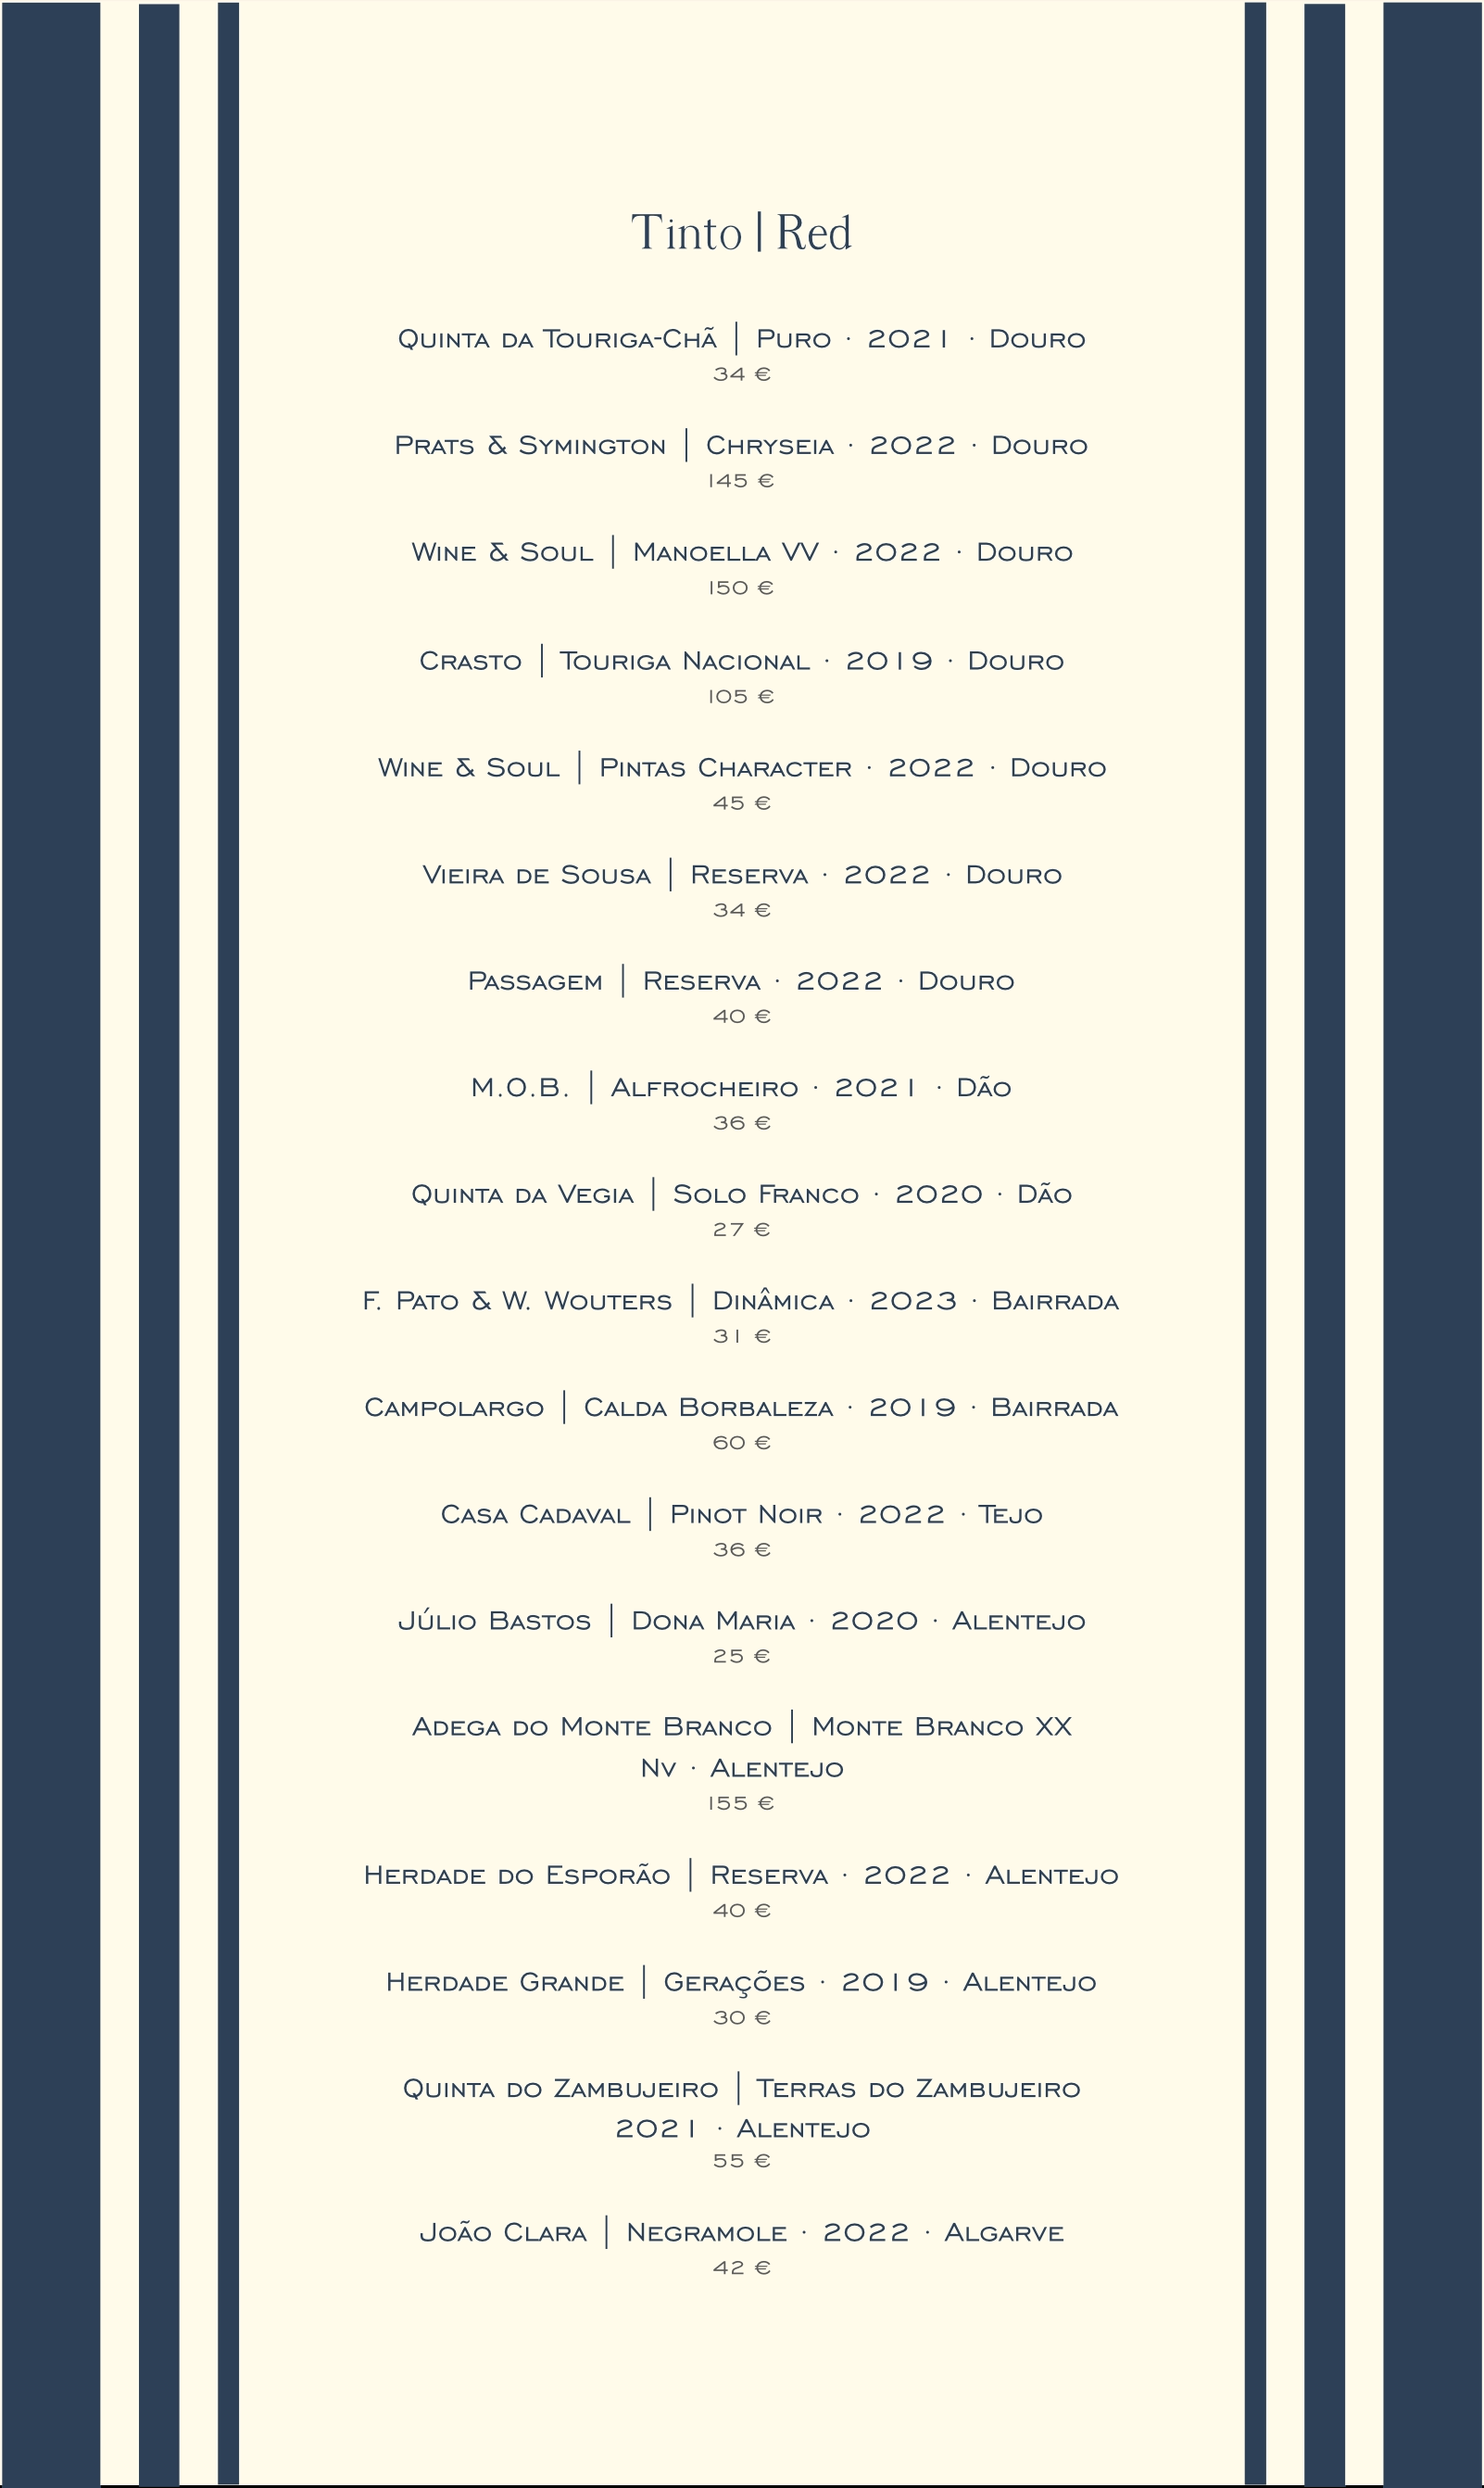 Tinto | Red
Quinta da Touriga-Chã | Puro · 2021 · Douro
34 €
Prats & Symington | Chryseia · 2022 · Douro
145 €
Wine & Soul | Manoella VV · 2022 · Douro
150 €
Crasto | Touriga Nacional · 2019 · Douro
105 €
Wine & Soul | Pintas Character · 2022 · Douro
45 €
Vieira de Sousa | Reserva · 2022 · Douro
34 €
Passagem | Reserva · 2022 · Douro
40 €
M.O.B. | Alfrocheiro · 2021 · Dão
36 €
Quinta da Vegia | Solo Franco · 2020 · Dão
27 €
F. Pato & W. Wouters | Dinâmica · 2023 · Bairrada
31 €
Campolargo | Calda Borbaleza · 2019 · Bairrada
60 €
Casa Cadaval | Pinot Noir · 2022 · Tejo
36 €
Júlio Bastos | Dona Maria · 2020 · Alentejo
25 €
Adega do Monte Branco | Monte Branco XX
Nv · Alentejo
155 €
Herdade do Esporão | Reserva · 2022 · Alentejo
40 €
Herdade Grande | Gerações · 2019 · Alentejo
30 €
Quinta do Zambujeiro | Terras do Zambujeiro
2021 · Alentejo
55 €
João Clara | Negramole · 2022 · Algarve
42 €